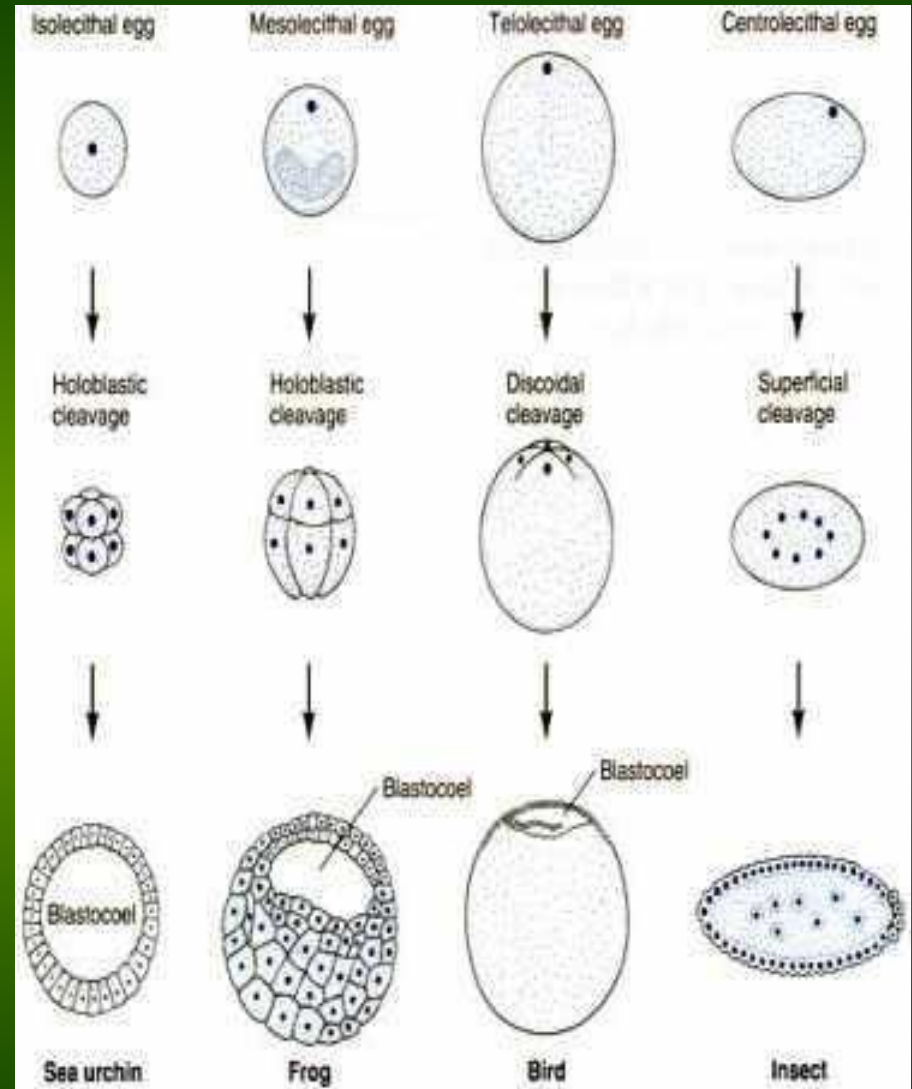 Isolecithal egg
Mesolecithal egg
Telolecithal egg
Centrolecithal egg
Holoblastic
cleavage
Holoblastic
cleavage
Discoidal
cleavage
Superficial
cleavage
Blastocoel
Blastocoel
Blastocoel
Sea urchin
Frog
Bird
Insect